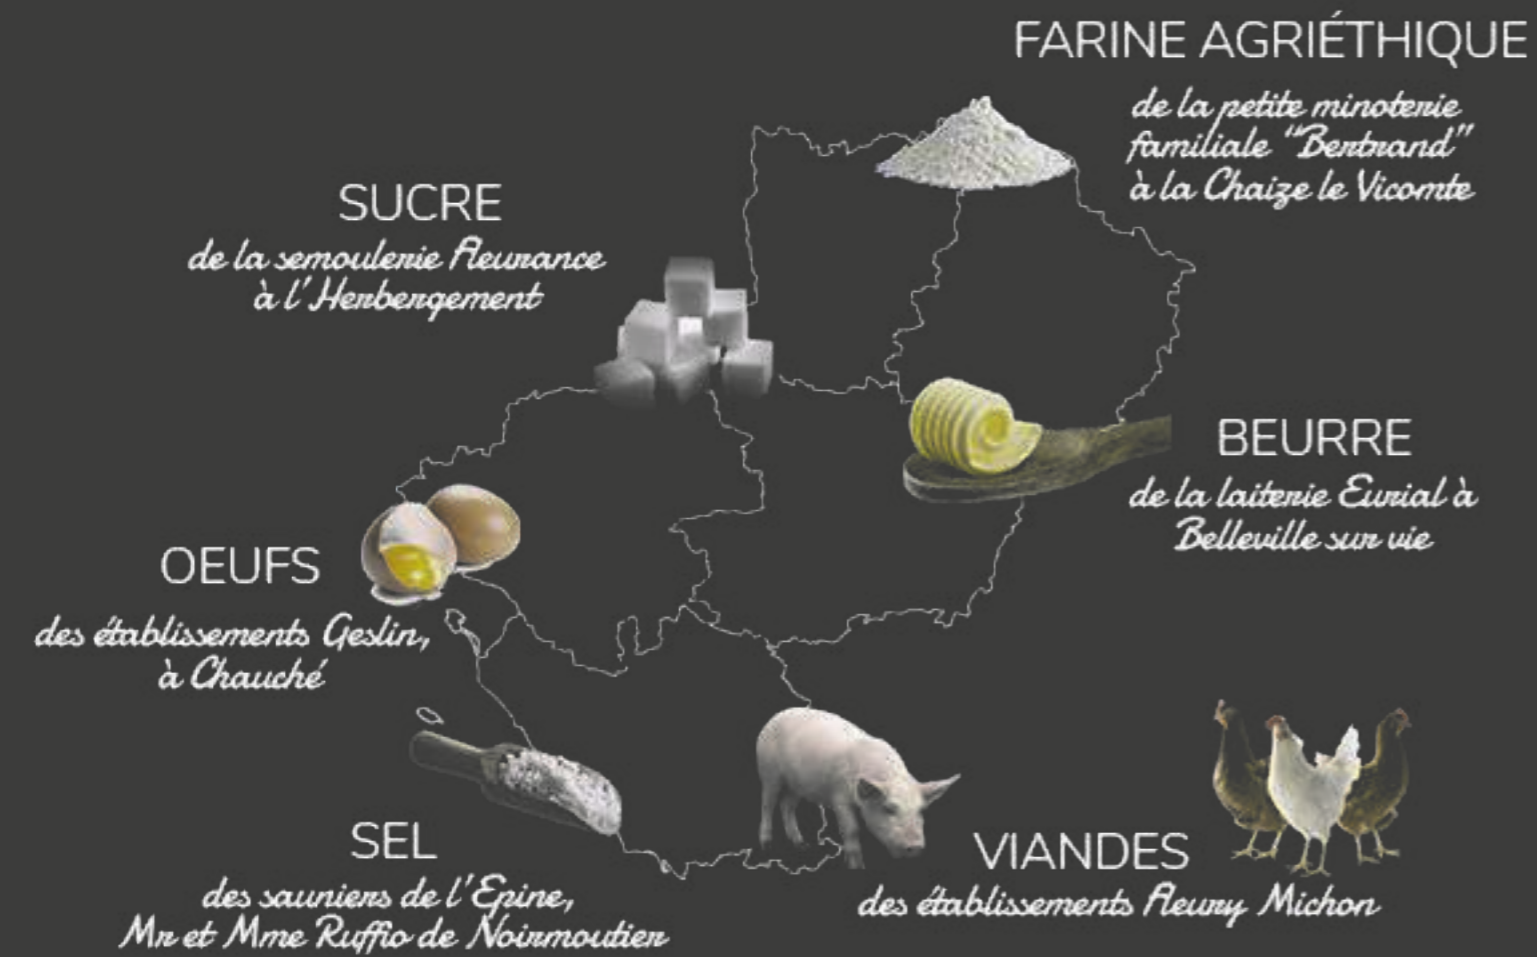 FARINE AGRIÉTHIQUE
de la petite minoterie
familiale "Bertrand"
à la Chaize le Vicomte
SUCRE
de la semoulerie Fleurance
à l'Herbergement
BEURRE
de la laiterie Eurial à
Belleville sur vie
OEUFS
des établissements Geslin,
à Chauché
SEL
des sauniers de l'Epine,
Mr et Mme Ruffio de Noirmoutier
VIANDES
des établissements Fleury Michon